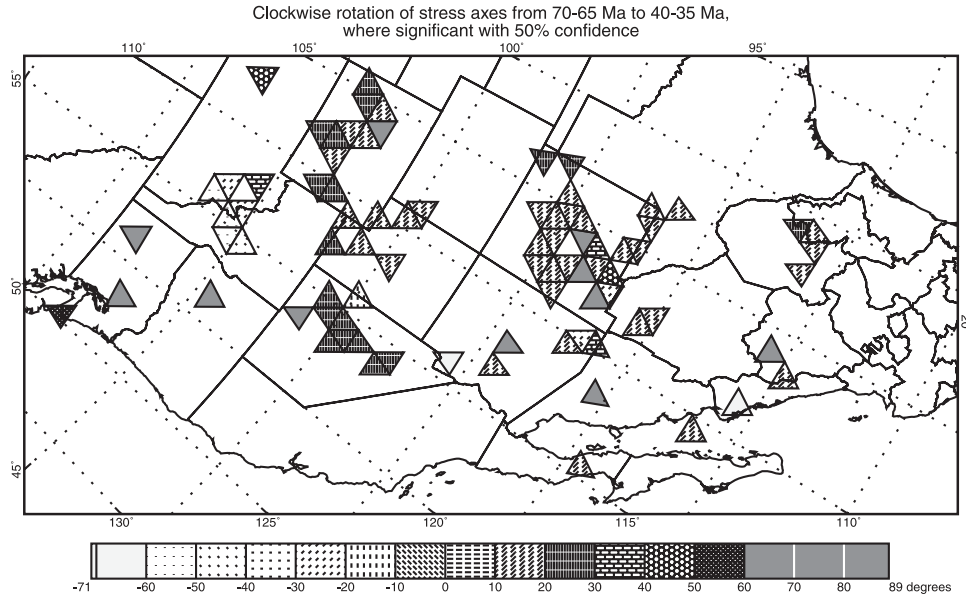 Clockwise rotation of stress axes from 70-65 Ma to 40-35 Ma,
where significant with 50% confidence
110˚ 105˚ 100˚ 95˚
55˚
50˚
45˚
130˚ 125˚ 120˚ 115˚ 110˚
-71 -60 -50 -40 -30 -20 -10 0 10 20 30 40 50 60 70 80 89 degrees